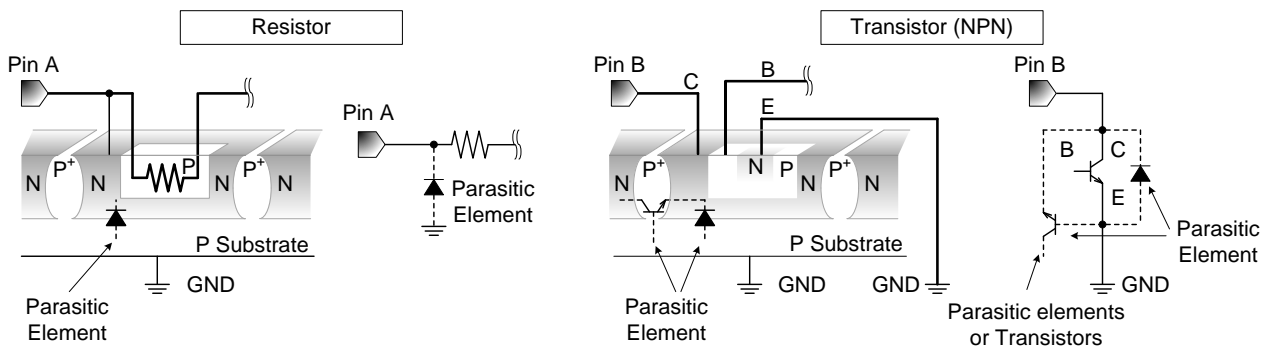 Resistor
Pin A
N
P+
N
P
N
P+
N
P Substrate
GND
Parasitic
Element
Pin A
Parasitic
Element
Transistor (NPN)
Pin B
C
B
E
N
P+
N
N
P
N
P+
N
P Substrate
GND
GND
Parasitic
Element
Pin B
B
C
E
Parasitic
Element
GND
Parasitic elements
or Transistors